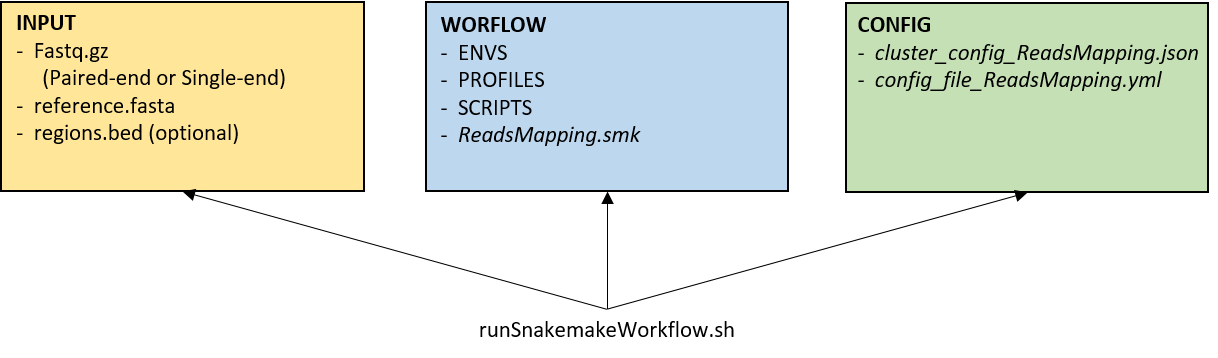 INPUT
- Fastq.gz
(Paired-end or Single-end)
- reference.fasta
- regions.bed (optional)
WORFLOW
- ENVS
- PROFILES
- SCRIPTS
- ReadsMapping.smk
CONFIG
- cluster_config_ReadsMapping.json
- config_file_ReadsMapping.yml
runSnakemakeWorkflow.sh